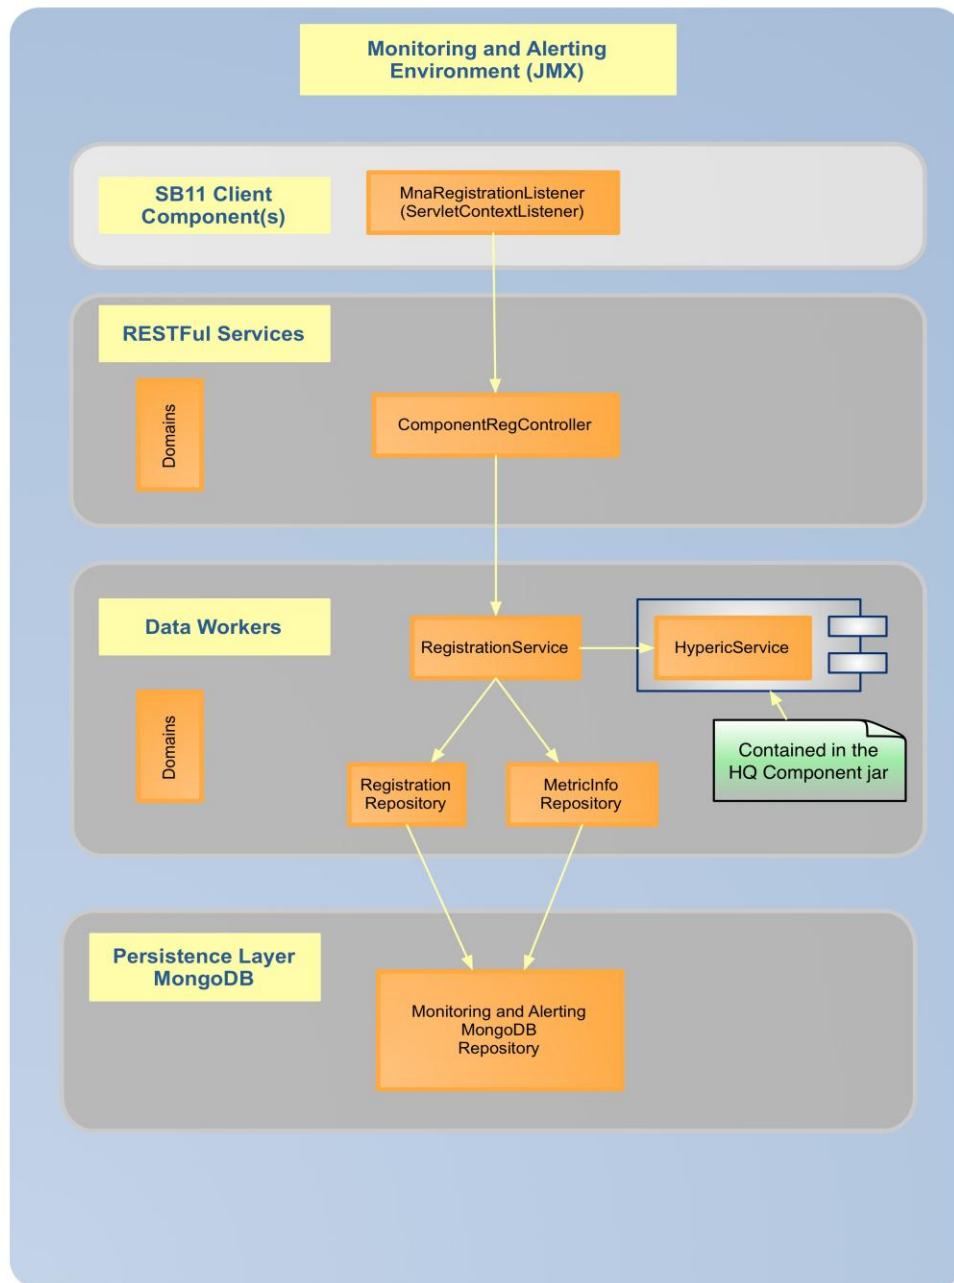 Monitoring and Alerting
Environment (JMX)
SB11 Client
Component(s)
MnaRegistrationListener
(ServletContextListener)
RESTFul Services
Domains
ComponentRegController
Data Workers
RegistrationService
HypericService
Domains
Registration
Repository
MetricInfo
Repository
Contained in the
HQ Component jar
Persistence Layer
MongoDB
Monitoring and Alerting
MongoDB
Repository